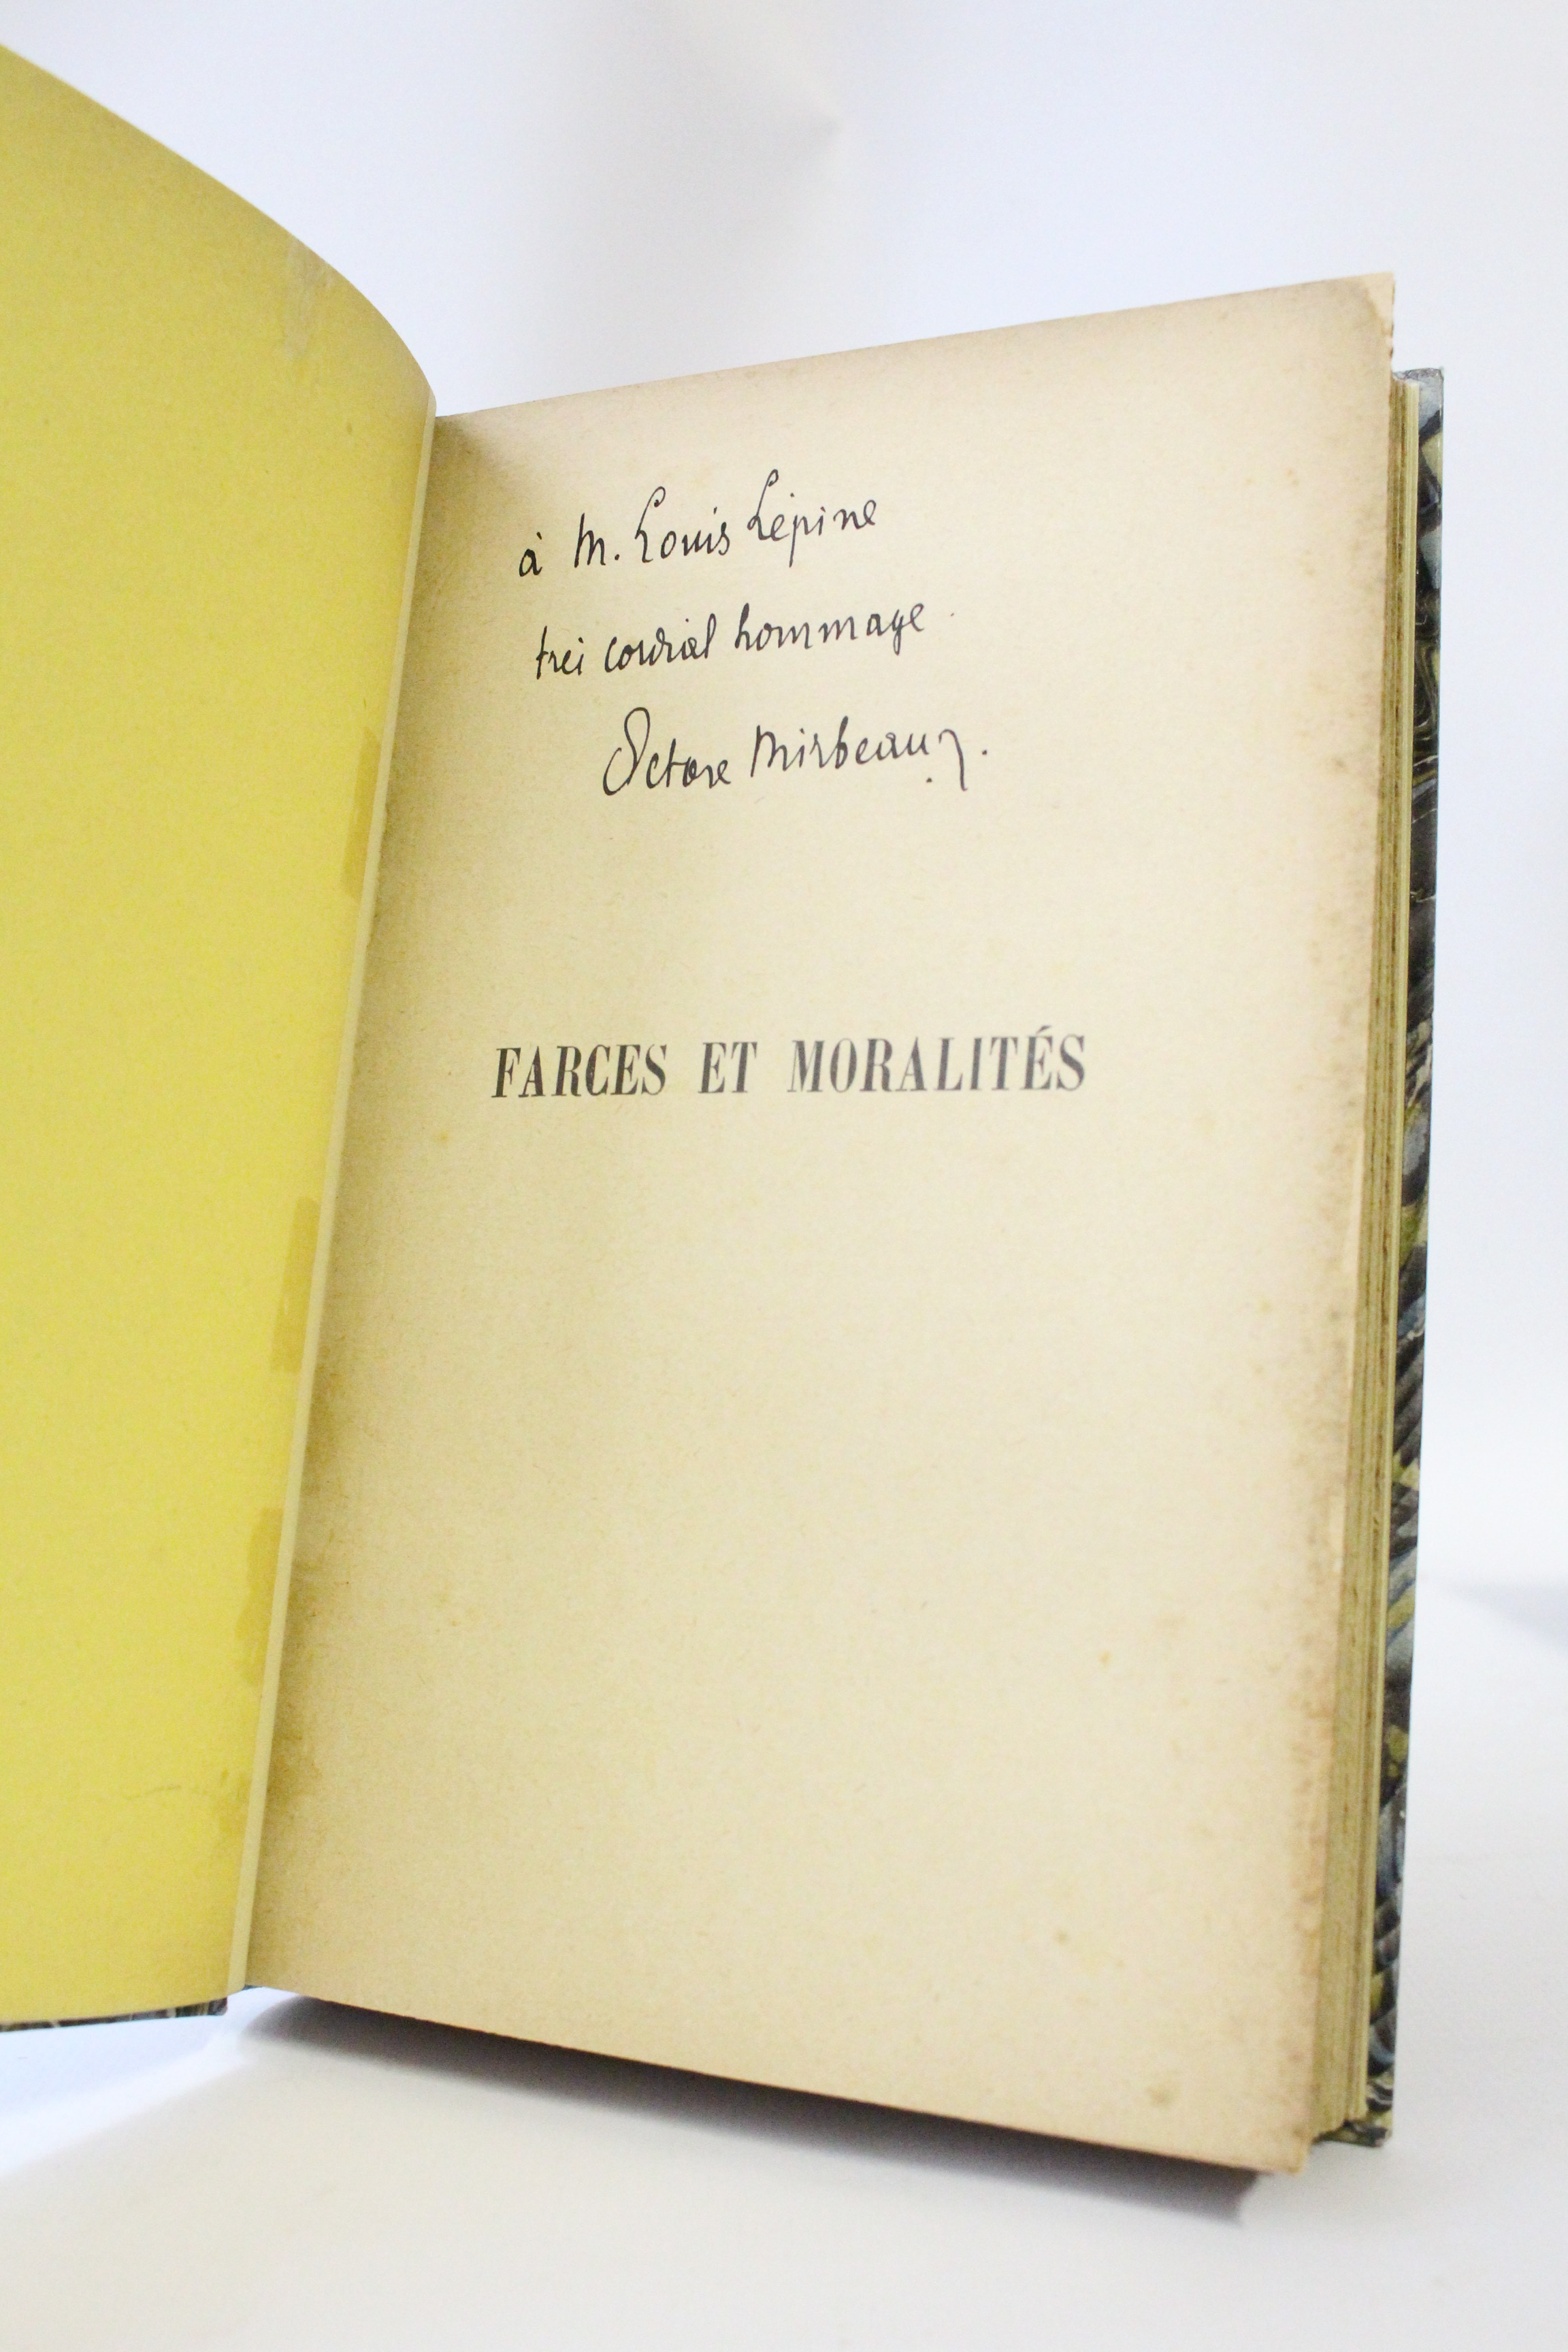 à M. Louis Lépine
très cordial hommage
Octave Mirbeau.
FARCES ET MORALITÉS